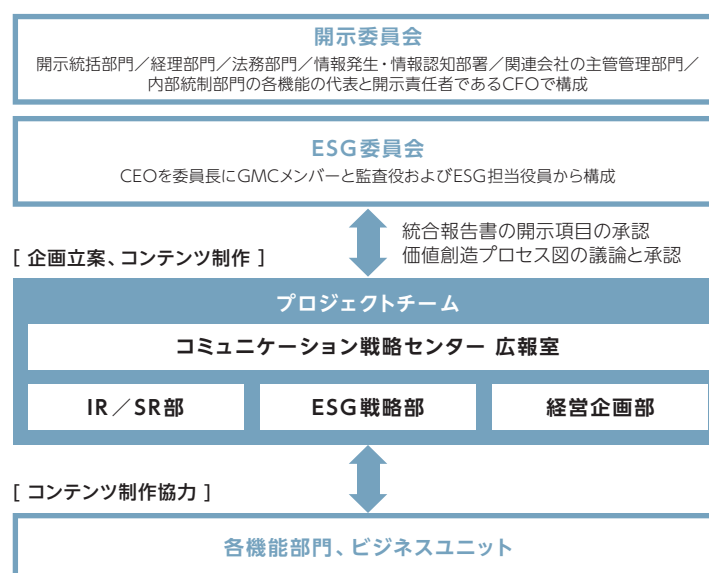 開示委員会
開示統括部門／経理部門／法務部門／情報発生・情報認知部署／関連会社の主管管理部門／
内部統制部門の各機能の代表と開示責任者であるCFOで構成
ESG委員会
CEOを委員長にGMCメンバーと監査役およびESG担当役員から構成
統合報告書の開示項目の承認
価値創造プロセス図の議論と承認
[ 企画立案、コンテンツ制作 ]
プロジェクトチーム
コミュニケーション戦略センター 広報室
IR／SR部
ESG戦略部
経営企画部
[ コンテンツ制作協力 ]
各機能部門、ビジネスユニット